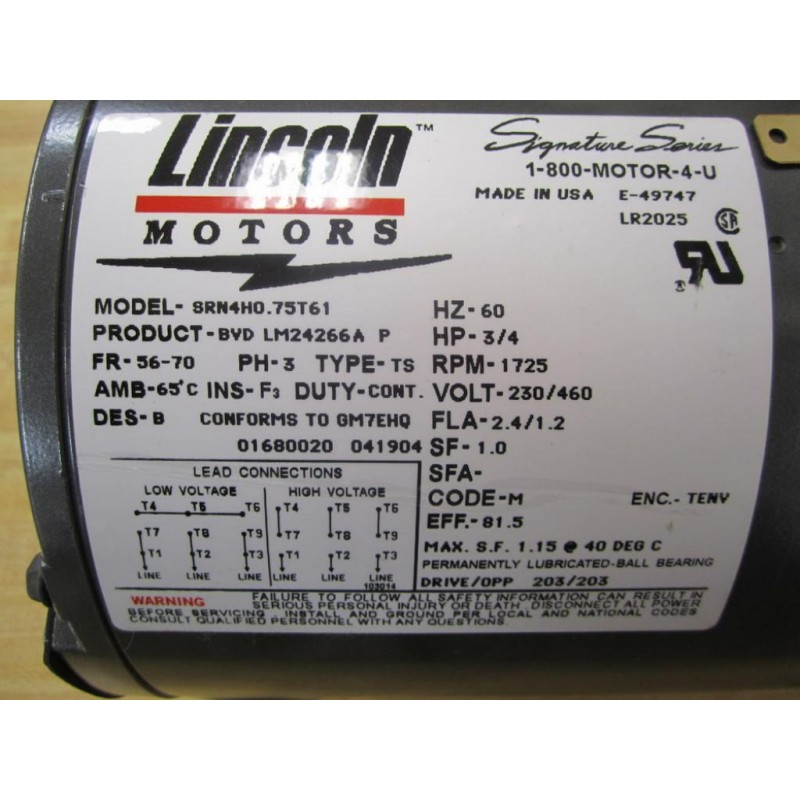 Lincoln™
MOTORS
Signature Series
1-800-MOTOR-4-U
MADE IN USA E-49747
LR2025
MODEL- SRN4H0.75T61
PRODUCT-BVD LM24266A P
FR-56-70 PH-3 TYPE-TS
AMB-65°C INS-F3 DUTY-CONT.
DES-B CONFORMS TO GM7EHQ
01680020 041904
HZ-60
HP-3/4
RPM-1725
VOLT-230/460
FLA-2.4/1.2
SF-1.0
SFA-
CODE-M ENC.- TENV
EFF.-81.5
MAX. S.F. 1.15 @ 40 DEG C
PERMANENTLY LUBRICATED-BALL BEARING
DRIVE/OPP 203/203
LEAD CONNECTIONS
LOW VOLTAGE HIGH VOLTAGE
T4 T5 T6 T4 T5 T6
T7 T8 T9 T7 T8 T9
T1 T2 T3 T1 T2 T3
LINE LINE LINE LINE LINE LINE
103014
WARNING FAILURE TO FOLLOW ALL SAFETY INFORMATION CAN RESULT IN
SERIOUS PERSONAL INJURY OR DEATH. DISCONNECT ALL POWER
BEFORE SERVICING. INSTALL AND GROUND PER LOCAL AND NATIONAL CODES
CONSULT QUALIFIED PERSONNEL WITH ANY QUESTIONS.